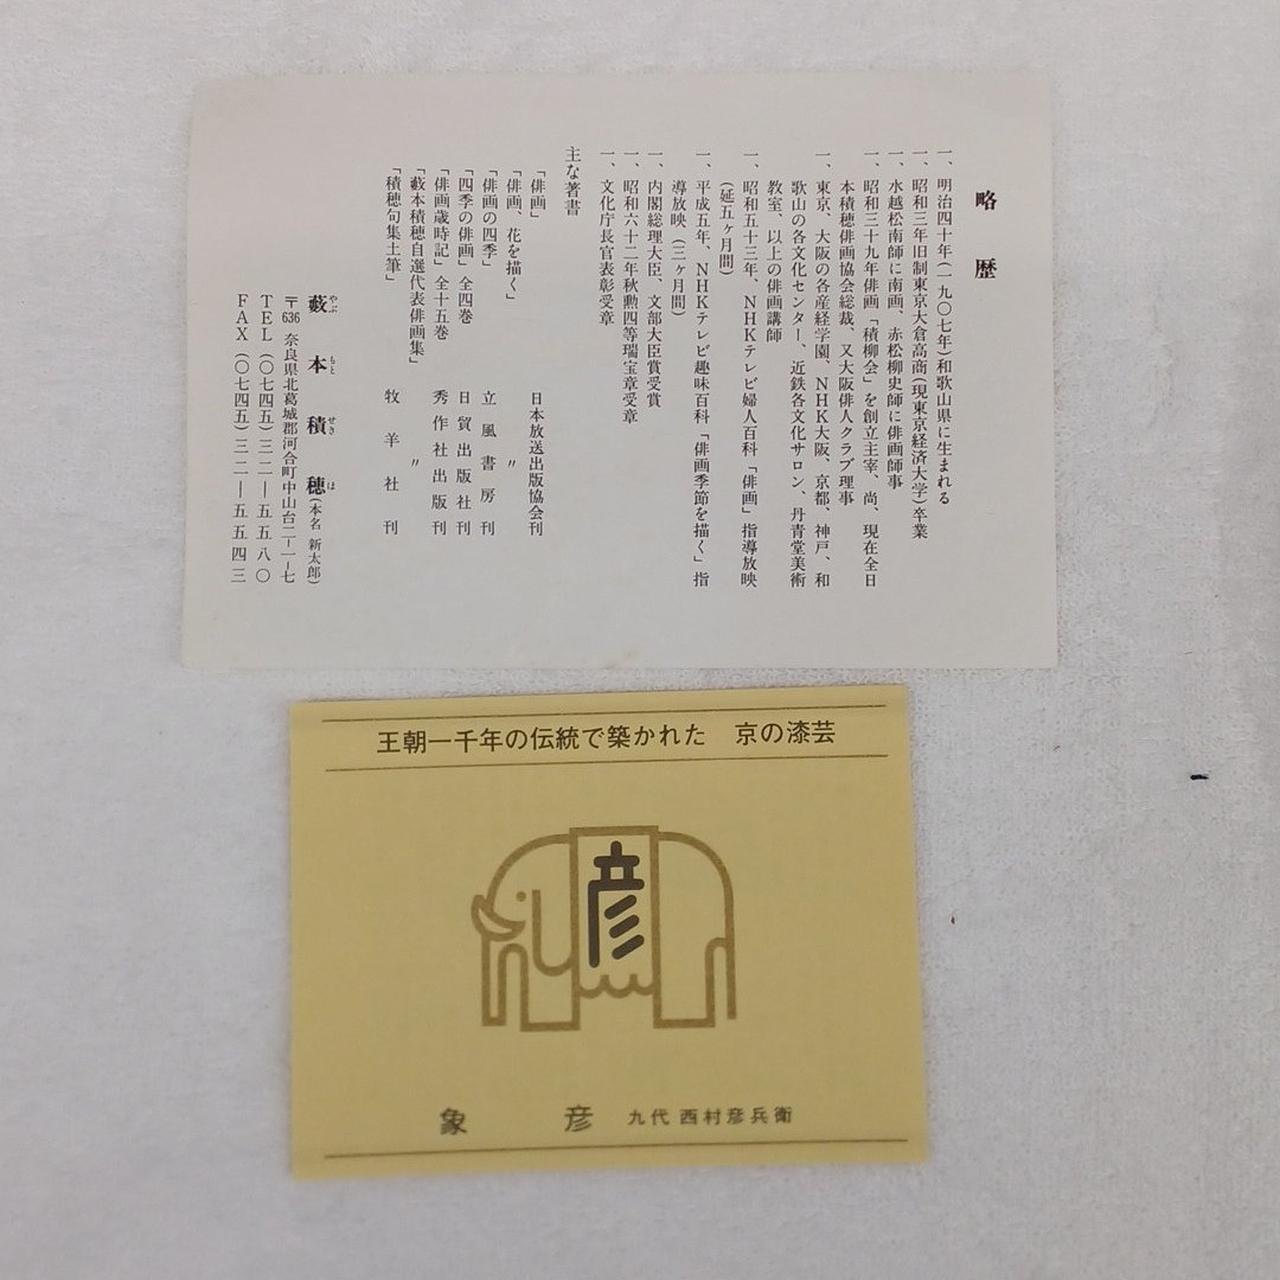 略歴
一、明治四十年(一九〇七年)和歌山県に生まれる
一、昭和三年旧制東京大倉高商(現東京経済大学)卒業
一、水越松南師に南画、赤松柳史師に俳画師事
一、昭和三十九年俳画「積柳会」を創立主宰、尚、現在全日
本積穂俳画協会総裁、又大阪俳人クラブ理事
一、東京、大阪の各産経学園、NHK大阪、京都、神戸、和
歌山の各文化センター、近鉄各文化サロン、丹青堂美術
教室、以上の俳画講師
一、昭和五十三年、NHKテレビ婦人百科「俳画」指導放映
(延五ヶ月間)
一、平成五年、NHKテレビ趣味百科「俳画季節を描く」指
導放映(三ヶ月間)
一、内閣総理大臣、文部大臣賞受賞
一、昭和六十二年秋勲四等瑞宝章受章
一、文化庁長官表彰受章
主な著書
「俳画」 日本放送出版協会刊
「俳画、花を描く」 〃
「俳画の四季」 立風書房刊
「四季の俳画」全四巻 日貿出版社刊
「俳画歳時記」全十五巻 秀作社出版刊
「藪本積穂自選代表俳画集」 〃
「積穂句集土筆」 牧羊社刊
藪本積穂(本名 新太郎)
やぶもとせきほ
〒636 奈良県北葛城郡河合町中山台二ー一ー七
TEL(〇七四五)三二ー五五八〇
FAX(〇七四五)三二ー五五四三
王朝一千年の伝統で築かれた 京の漆芸
彦
象彦 九代 西村彦兵衛